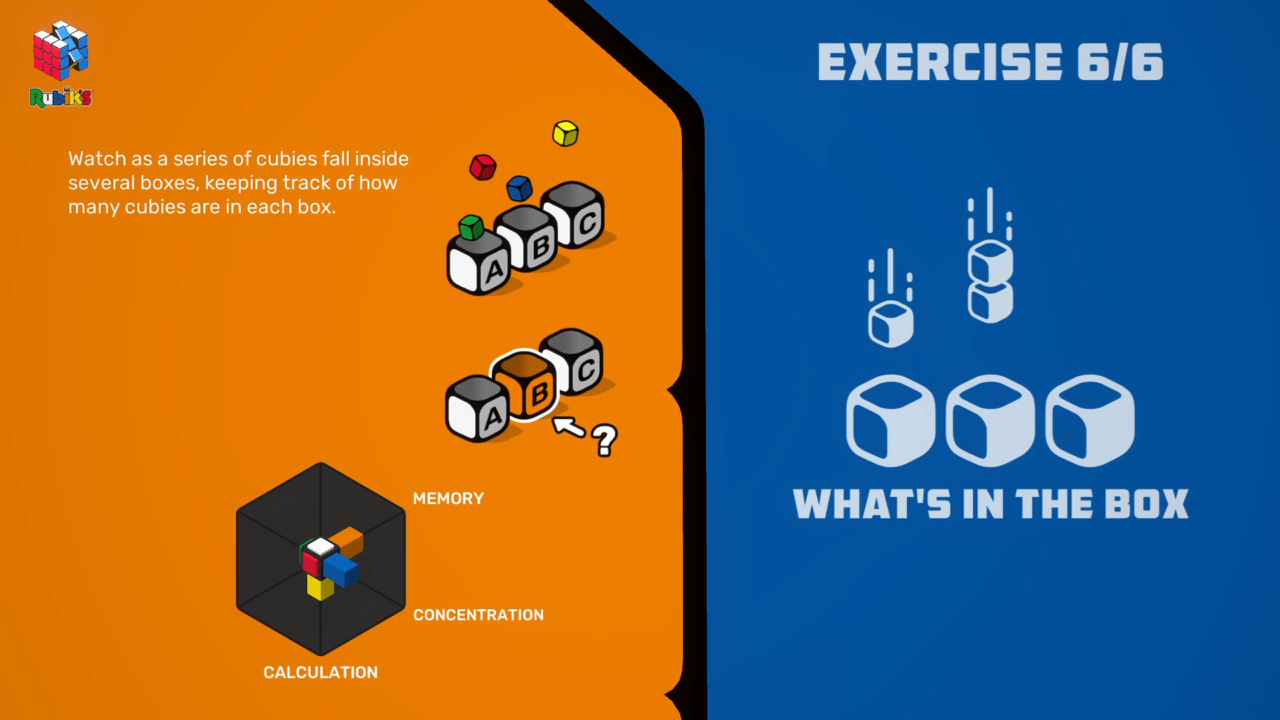 Rubik's
Watch as a series of cubies fall inside
several boxes, keeping track of how
many cubies are in each box.
A
B
C
A
B
C
?
MEMORY
CONCENTRATION
CALCULATION
EXERCISE 6/6
WHAT'S IN THE BOX